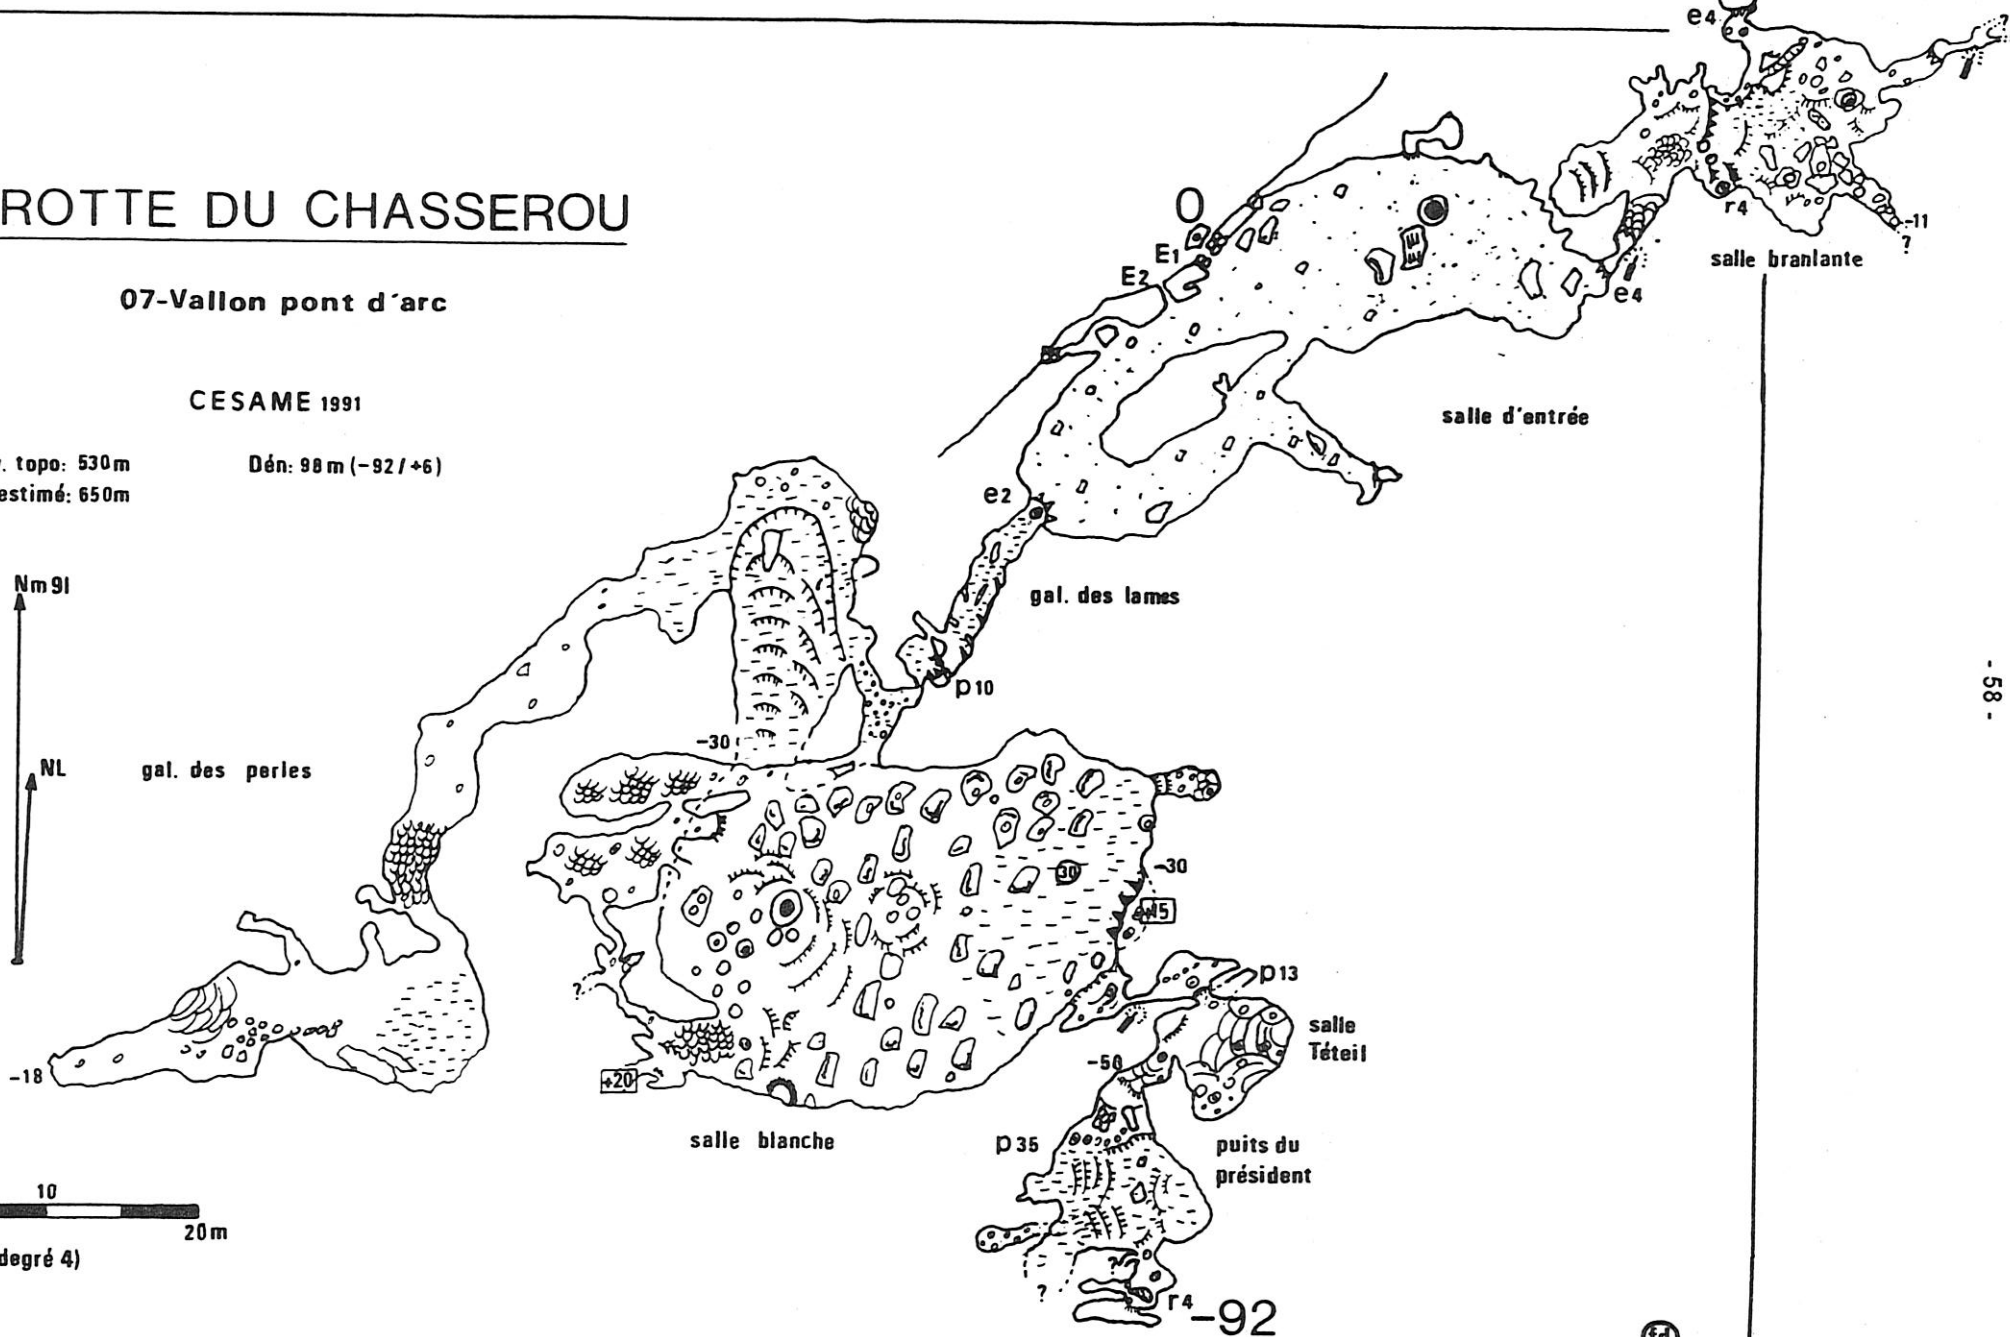 ROTTE DU CHASSEROU
07-Vallon pont d'arc
CESAME 1991
. topo: 530m
Dén: 98m (-92/+6)
estimé: 650m
Nm 91
NL
gal. des perles
-18
10
20m
degré 4)
e4
?
r4
-11
?
salle branlante
O
E1
E2
e4
salle d'entrée
e2
gal. des lames
p10
-30
30
-30
?
p13
salle
Téteil
-50
+20
salle blanche
p35
puits du
président
?
?
r4
-92
-58-